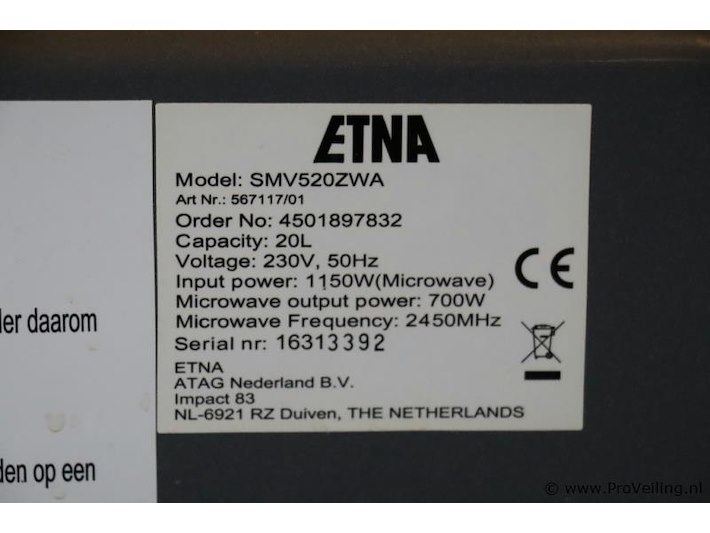 ETNA
Model: SMV520ZWA
Art Nr.: 567117/01
Order No: 4501897832
Capacity: 20L
Voltage: 230V, 50Hz
Input power: 1150W(Microwave)
Microwave output power: 700W
Microwave Frequency: 2450MHz
Serial nr: 16313392
ETNA
ATAG Nederland B.V.
Impact 83
NL-6921 RZ Duiven, THE NETHERLANDS
CE
daarom
op een
© www.ProVeiling.nl